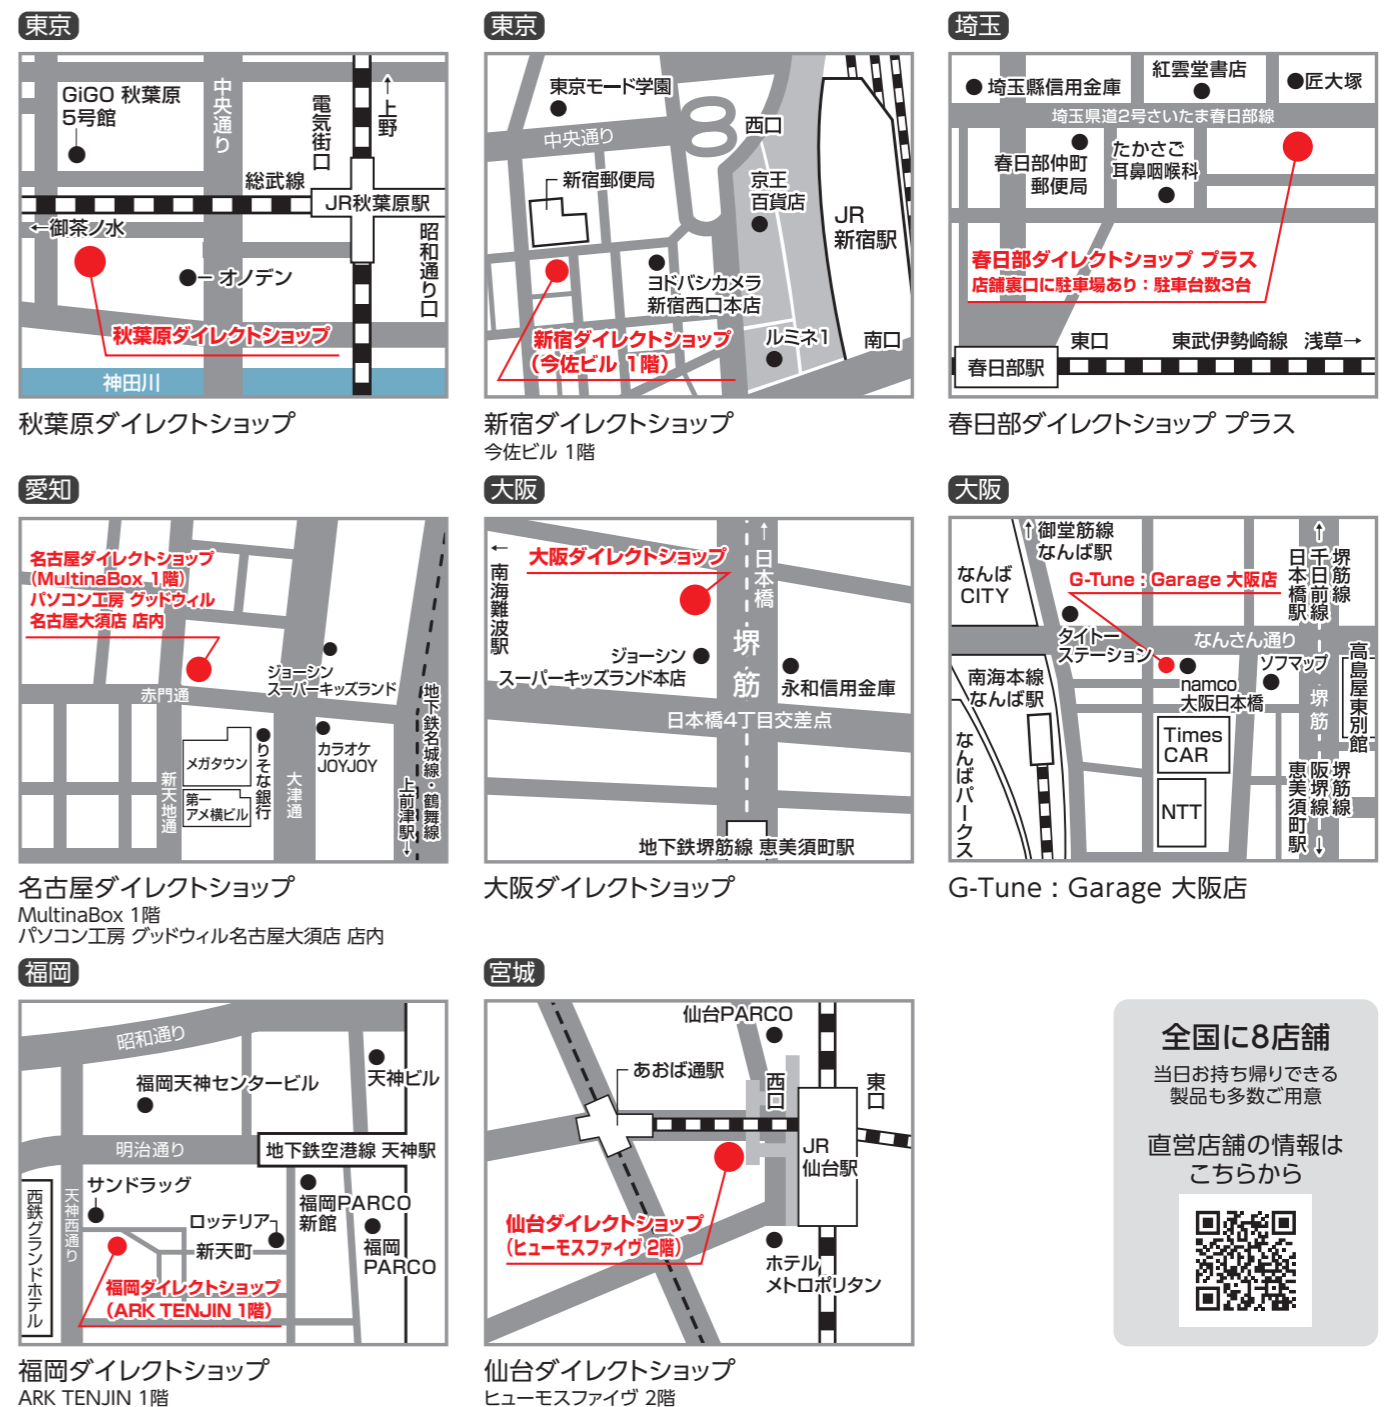 東京
GiGO 秋葉原
5号館
中央通り
電気街口
↑上野
総武線
JR秋葉原駅
←御茶ノ水
昭和通り口
オノデン
秋葉原ダイレクトショップ
神田川
秋葉原ダイレクトショップ
東京
東京モード学園
中央通り
西口
新宿郵便局
京王
百貨店
JR
新宿駅
ヨドバシカメラ
新宿西口本店
新宿ダイレクトショップ
（今佐ビル 1階）
ルミネ1
南口
新宿ダイレクトショップ
今佐ビル 1階
埼玉
埼玉縣信用金庫
紅雲堂書店
匠大塚
埼玉県道2号さいたま春日部線
春日部仲町
郵便局
たかさご
耳鼻咽喉科
春日部ダイレクトショップ プラス
店舗裏口に駐車場あり：駐車台数3台
東口
東武伊勢崎線
浅草→
春日部駅
春日部ダイレクトショップ プラス
愛知
名古屋ダイレクトショップ
（MultinaBox 1階）
パソコン工房 グッドウィル
名古屋大須店 店内
ジョーシン
スーパーキッズランド
赤門通
地下鉄名城線・鶴舞線
メガタウン
りそな銀行
カラオケ
JOYJOY
新天地通
第一
アメ横ビル
大津通
上前津駅↓
名古屋ダイレクトショップ
MultinaBox 1階
パソコン工房 グッドウィル名古屋大須店 店内
大阪
←
南海難波駅
大阪ダイレクトショップ
↑日本橋
堺筋
ジョーシン
スーパーキッズランド本店
永和信用金庫
日本橋4丁目交差点
地下鉄堺筋線 恵美須町駅
大阪ダイレクトショップ
大阪
↑御堂筋線
なんば駅
なんば
CITY
G-Tune : Garage 大阪店
↑
堺筋線
千日前線
日本橋駅
タイトー
ステーション
なんさん通り
ソフマップ
高島屋東別館
南海本線
なんば駅
namco
大阪日本橋
堺筋
Times
CAR
なんばパークス
NTT
堺筋線
阪堺線
恵美須町駅
↓
G-Tune : Garage 大阪店
福岡
昭和通り
福岡天神センタービル
天神ビル
明治通り
地下鉄空港線 天神駅
西鉄グランドホテル
天神西通り
サンドラッグ
ロッテリア
新天町
福岡PARCO
新館
福岡
PARCO
福岡ダイレクトショップ
（ARK TENJIN 1階）
福岡ダイレクトショップ
ARK TENJIN 1階
宮城
仙台PARCO
あおば通駅
西口
東口
JR
仙台駅
仙台ダイレクトショップ
（ヒューモスファイヴ 2階）
ホテル
メトロポリタン
仙台ダイレクトショップ
ヒューモスファイヴ 2階
全国に8店舗
当日お持ち帰りできる
製品も多数ご用意
直営店舗の情報は
こちらから